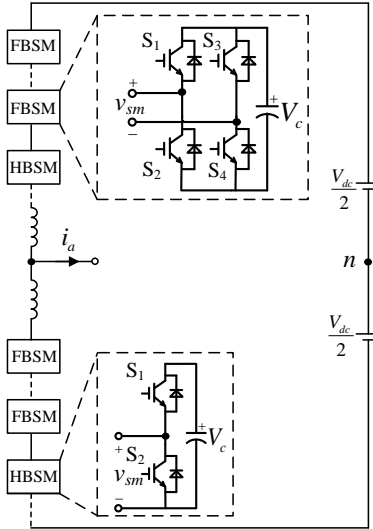 FBSM
FBSM
HBSM
S1 S3
+
vsm
−
S2 S4
+
Vc
ia
Vdc
2
n
Vdc
2
FBSM
FBSM
HBSM
S1
+
S2
vsm
−
+
Vc